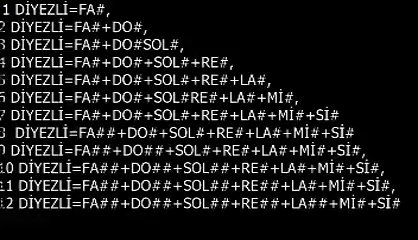 1 DİYEZLİ=FA#,
2 DİYEZLİ=FA#+DO#,
3 DİYEZLİ=FA#+DO#SOL#,
4 DİYEZLİ=FA#+DO#+SOL#+RE#,
5 DİYEZLİ=FA#+DO#+SOL#+RE#+LA#,
6 DİYEZLİ=FA#+DO#+SOL#RE#+LA#+Mİ#,
7 DİYEZLİ=FA#+DO#+SOL#+RE#+LA#+Mİ#+Sİ#
8 DİYEZLİ=FA##+DO#+SOL#+RE#+LA#+Mİ#+Sİ#
9 DİYEZLİ=FA##+DO##+SOL#+RE#+LA#+Mİ#+Sİ#,
10 DİYEZLİ=FA##+DO##+SOL##+RE#+LA#+Mİ#+Sİ#,
11 DİYEZLİ=FA##+DO##+SOL##+RE##+LA#+Mİ#+Sİ#,
12 DİYEZLİ=FA##+DO##+SOL##+RE##+LA##+Mİ#+Sİ#